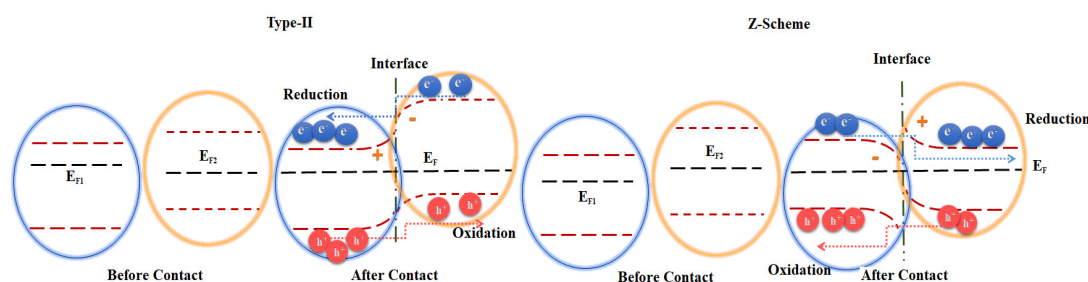 Type-II
Z-Scheme
Interface
Reduction
e⁻ e⁻
e⁻ e⁻ e⁻
-
+
E_F1
E_F2
E_F
h⁺ h⁺
h⁺ h⁺ h⁺
Oxidation
Before Contact
After Contact
Interface
Reduction
e⁻ e⁻
e⁻ e⁻ e⁻
+
-
E_F1
E_F2
E_F
h⁺ h⁺ h⁺
h⁺ h⁺
Oxidation
Before Contact
After Contact